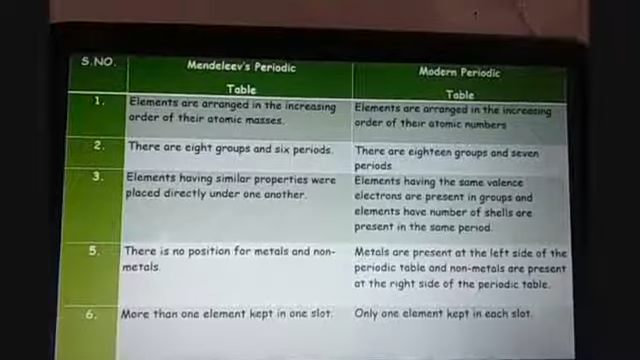 S.NO.
Mendeleev's Periodic
Table
Modern Periodic
Table
1.
Elements are arranged in the increasing
order of their atomic masses.
Elements are arranged in the increasing
order of their atomic numbers
2.
There are eight groups and six periods.
There are eighteen groups and seven
periods
3.
Elements having similar properties were
placed directly under one another.
Elements having the same valence
electrons are present in groups and
elements have number of shells are
present in the same period.
5.
There is no position for metals and non-
metals.
Metals are present at the left side of the
periodic table and non-metals are present
at the right side of the periodic table.
6.
More than one element kept in one slot.
Only one element kept in each slot.